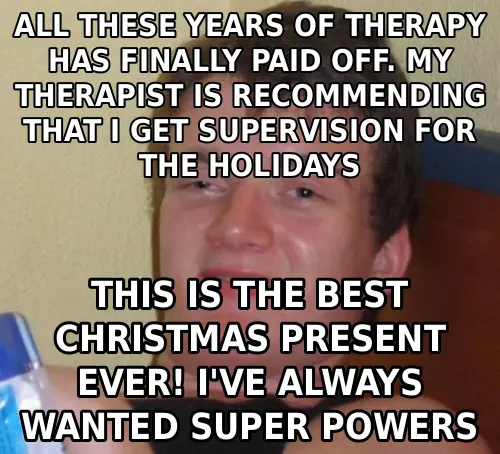 ALL THESE YEARS OF THERAPY
HAS FINALLY PAID OFF. MY
THERAPIST IS RECOMMENDING
THAT I GET SUPERVISION FOR
THE HOLIDAYS
THIS IS THE BEST
CHRISTMAS PRESENT
EVER! I'VE ALWAYS
WANTED SUPER POWERS